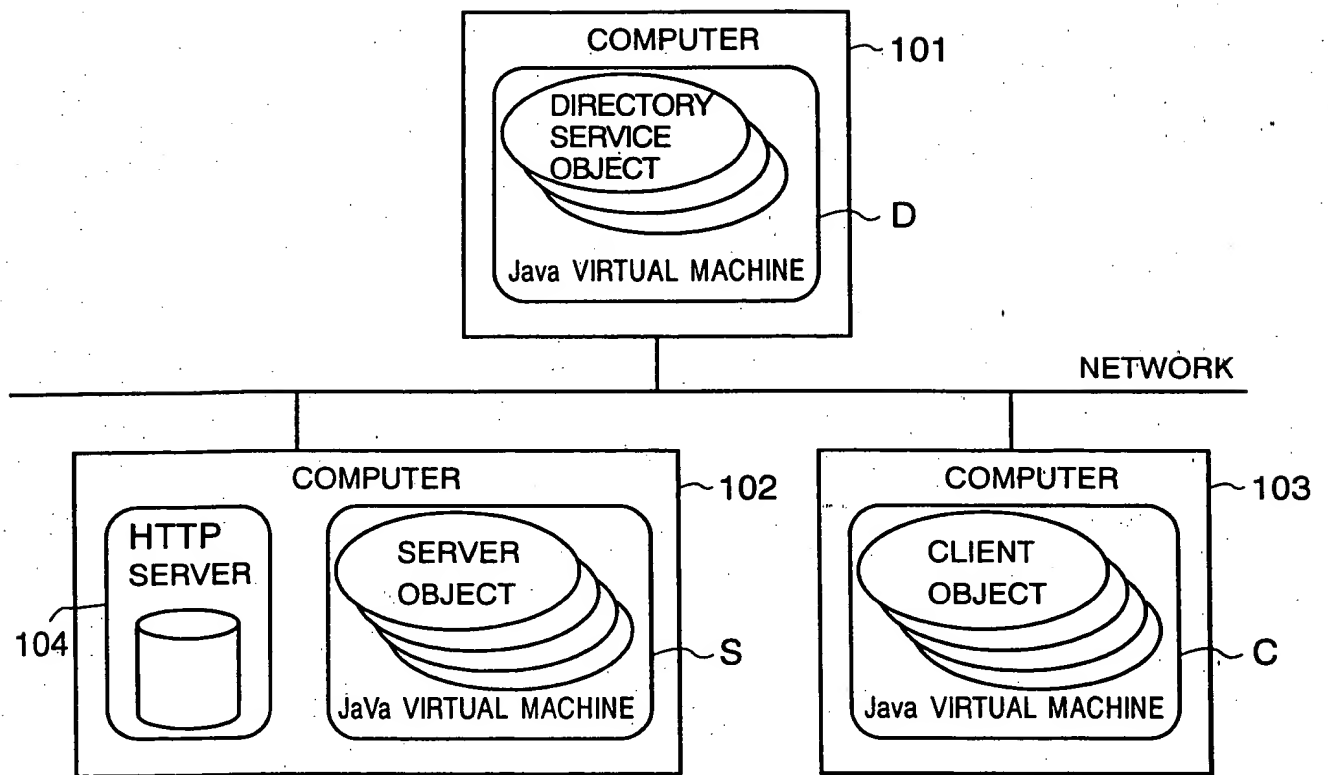 COMPUTER
101
DIRECTORY
SERVICE
OBJECT
D
Java VIRTUAL MACHINE
NETWORK
COMPUTER
102
HTTP
SERVER
104
SERVER
OBJECT
S
JaVa VIRTUAL MACHINE
COMPUTER
103
CLIENT
OBJECT
C
Java VIRTUAL MACHINE